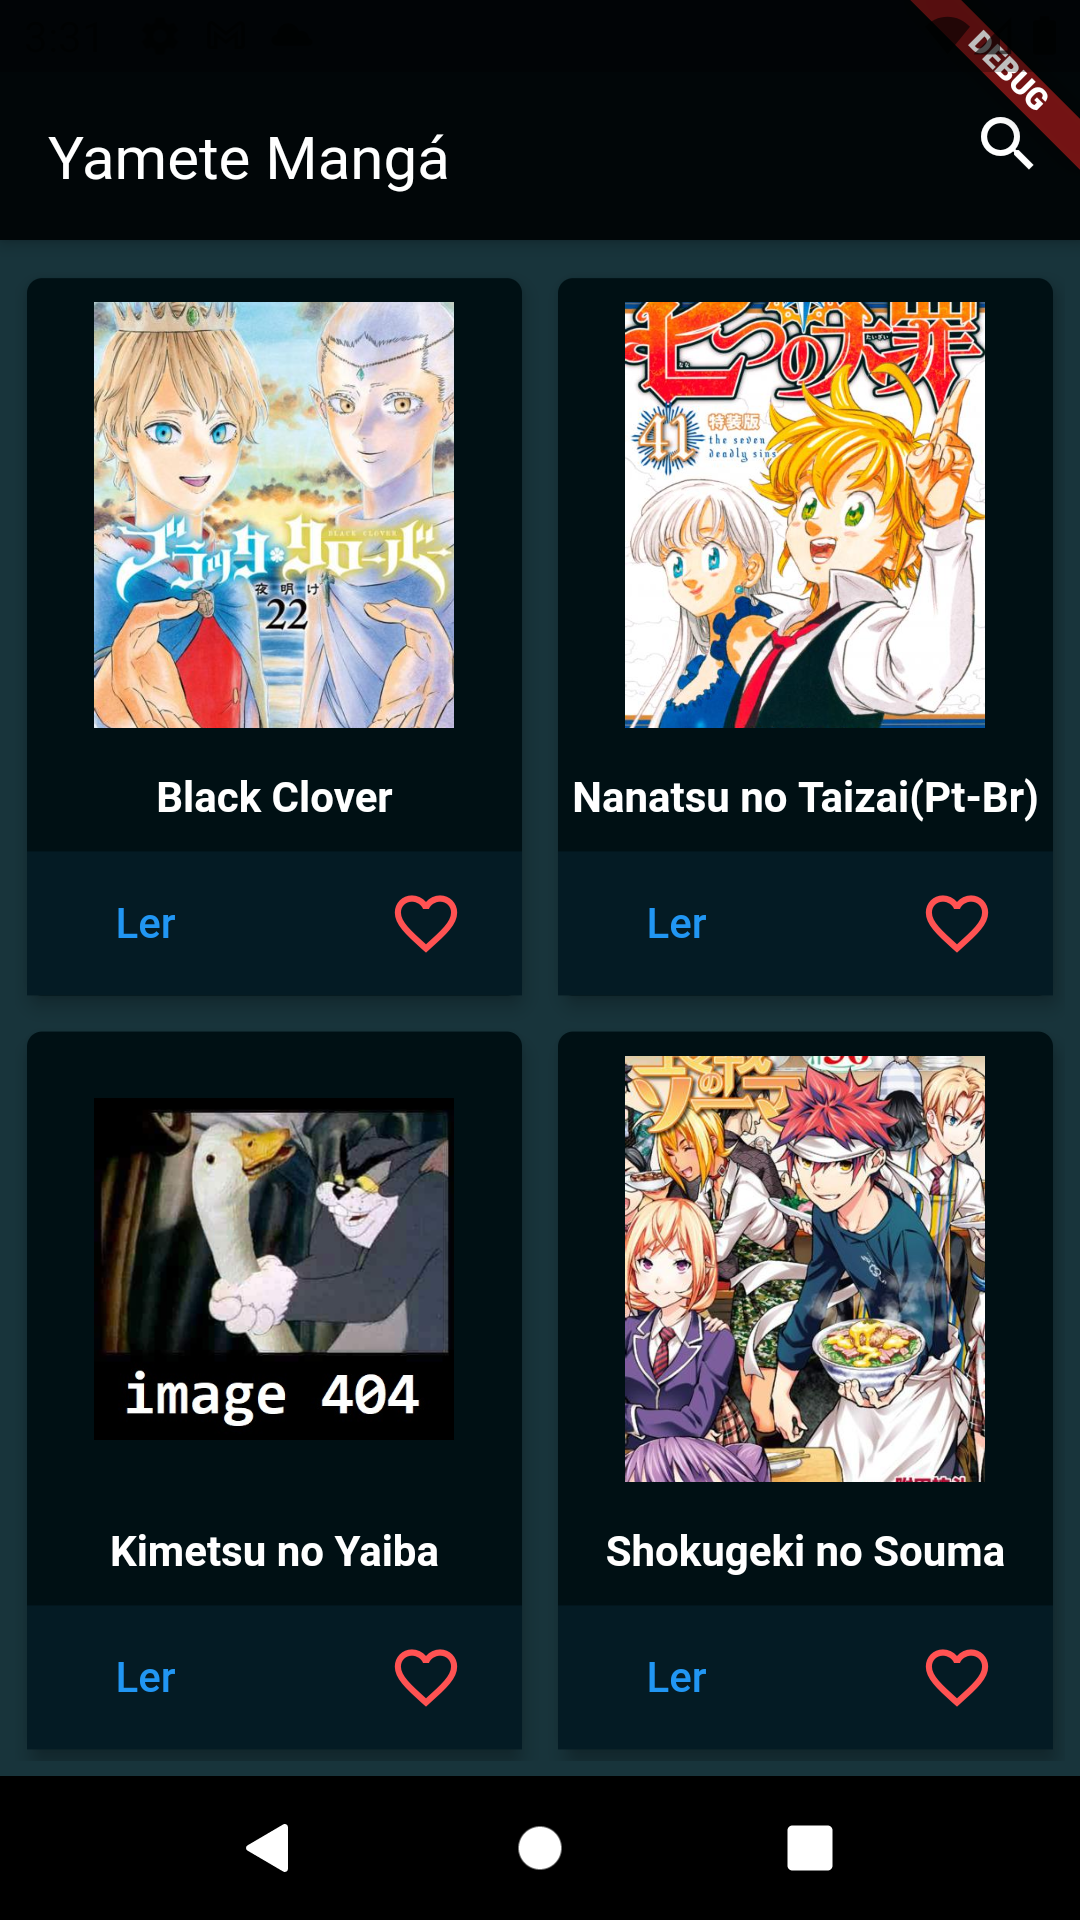 DEBUG
Yamete Mangá
七つの大罪
41
特装版
the seven
deadly sins
BLACK CLOVER
ブラック・クローバー
夜明け
22
Black Clover
Nanatsu no Taizai(Pt-Br)
Ler
Ler
image 404
Kimetsu no Yaiba
Shokugeki no Souma
Ler
Ler